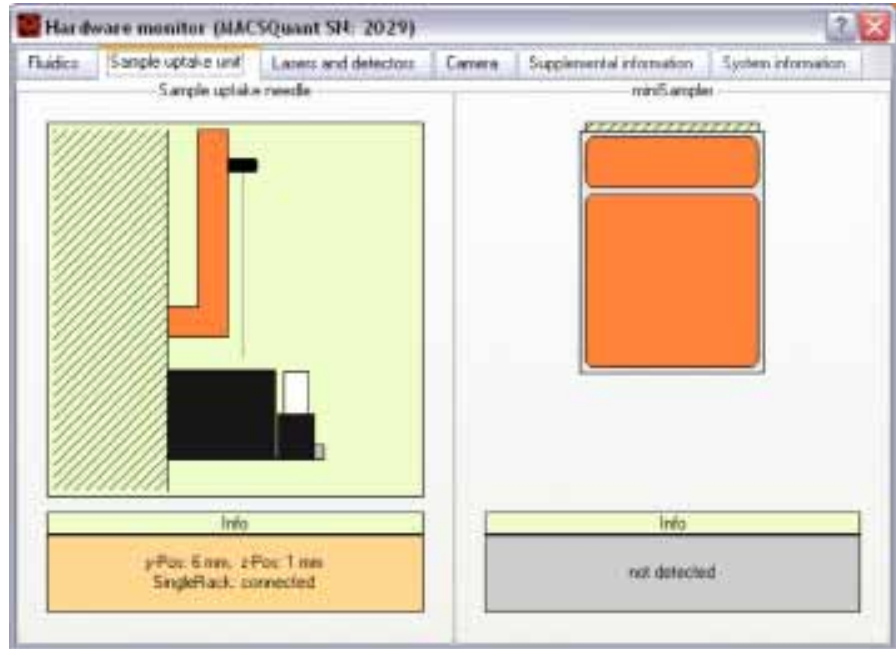 Hardware monitor (MACSQuant SN: 2029)
Fluidics Sample uptake unit Lasers and detectors Camera Supplemental information System information
Sample uptake needle
miniSampler
Info
y-Pos: 6 mm, z-Pos: 1 mm
SingleRack: connected
Info
not detected